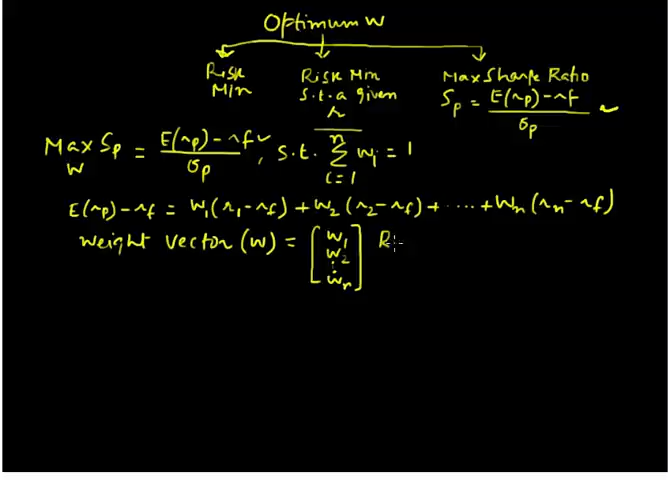 Optimum W
Risk Min
Risk Min s.t. a given r̄
Max Sharpe Ratio
Sp = E(rp) - rf / σp
Max Sp = E(rp) - rf / σp, s.t. Σ wi = 1
W
n
i=1
E(rp) - rf = W1(r1 - rf) + W2(r2 - rf) + ···· + Wn(rn - rf)
Weight vector (W) = [W1 W2 ⋮ Wn] R